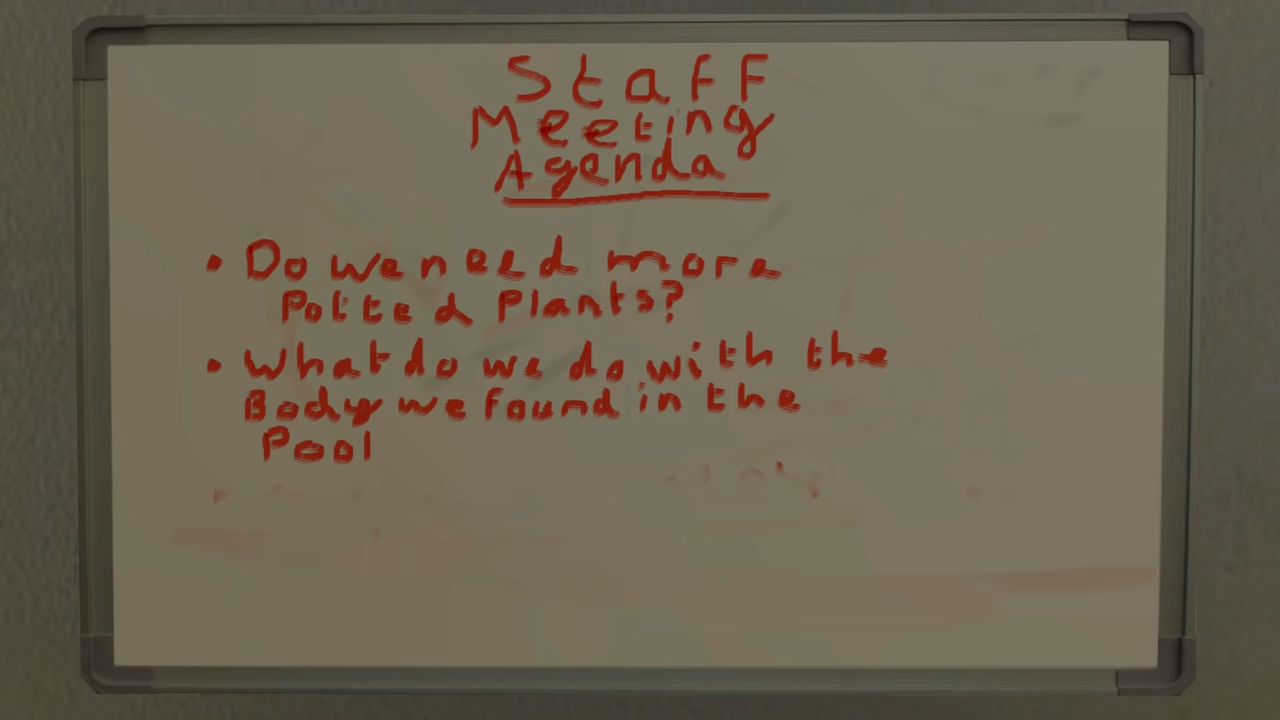 Staff
Meeting
Agenda
• Do we need more
Potted Plants?
• What do we do with the
Body we found in the
Pool